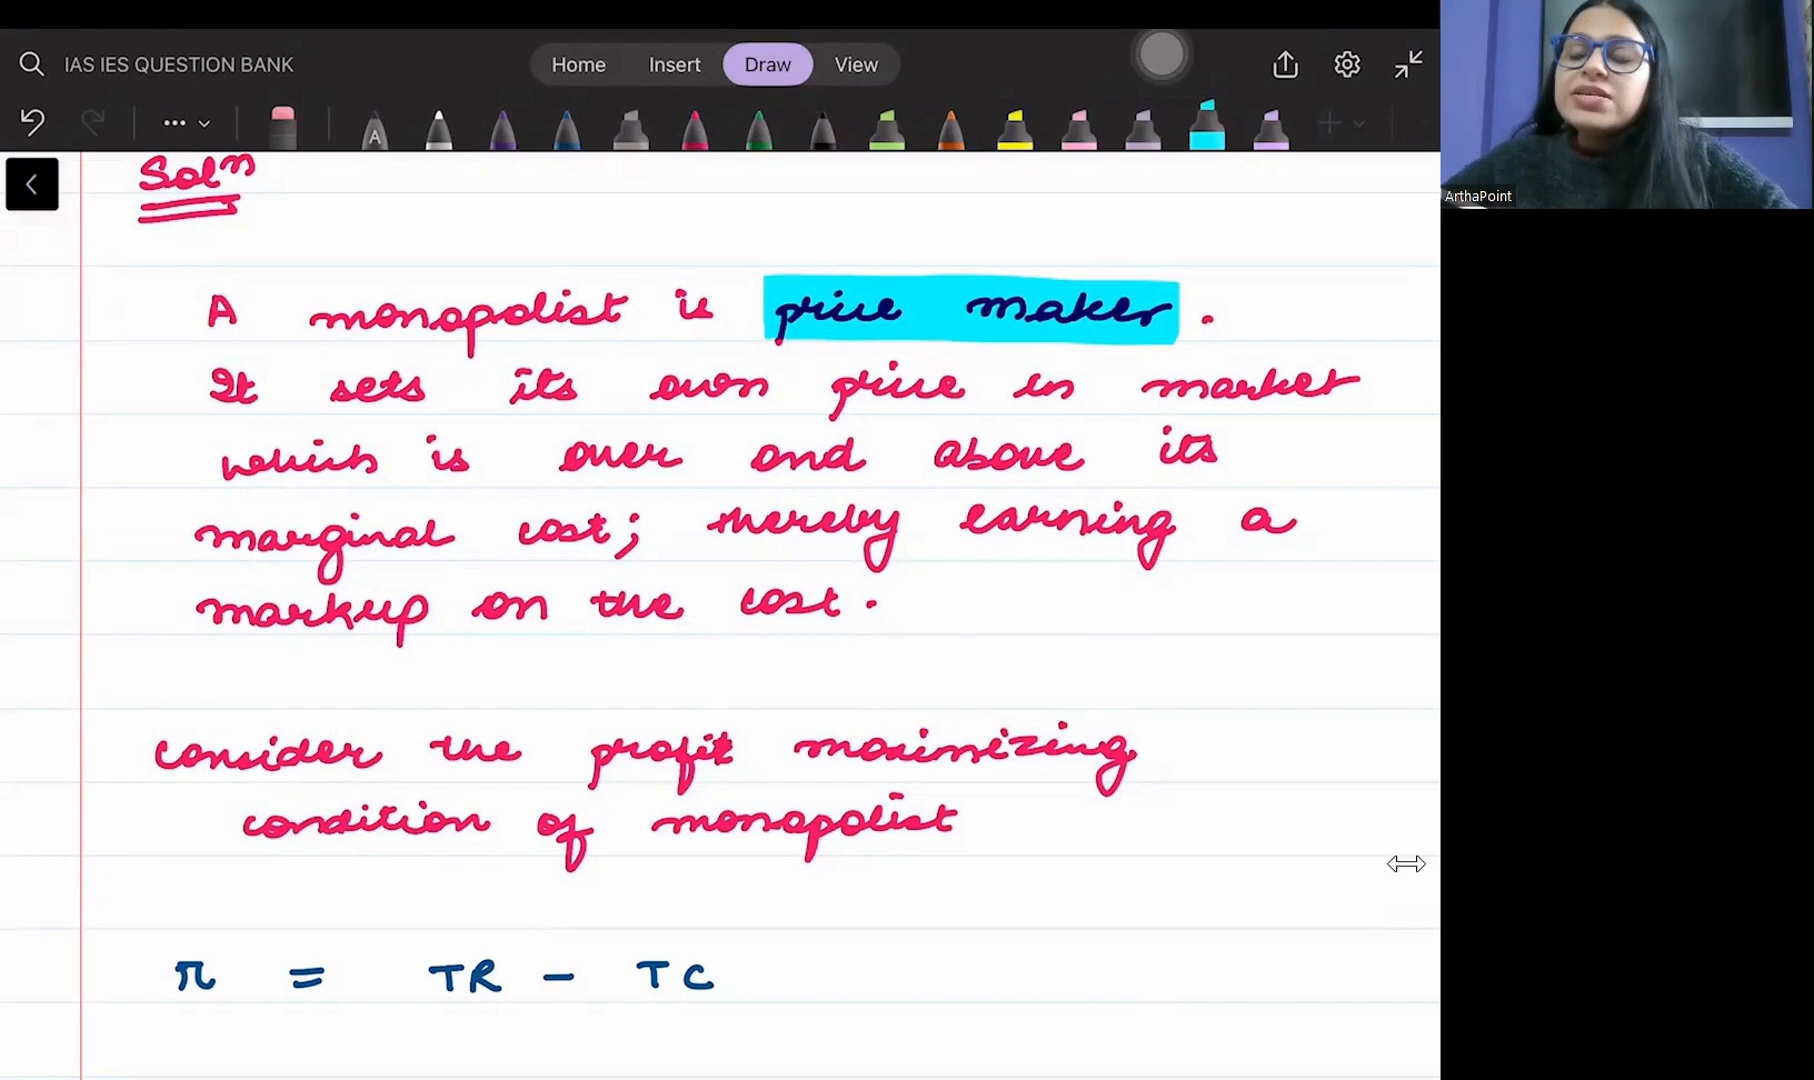 IAS IES QUESTION BANK
Home Insert Draw View
A
ArthaPoint
Solⁿ
A monopolist is price maker.
It sets its own price in market
which is over and above its
marginal cost; thereby earning a
markup on the cost.
consider the profit maximizing
condition of monopolist
π = TR - TC